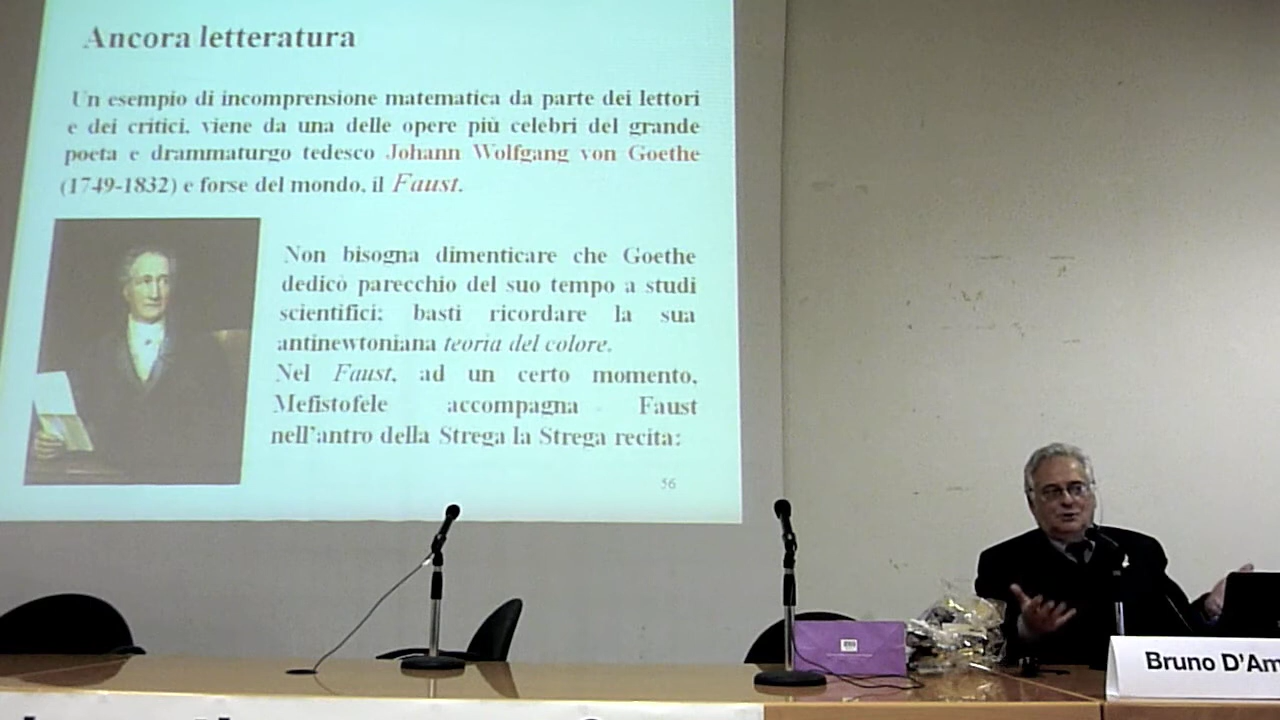 Ancora letteratura
Un esempio di incomprensione matematica da parte dei lettori
e dei critici, viene da una delle opere più celebri del grande
poeta e drammaturgo tedesco Johann Wolfgang von Goethe
(1749-1832) e forse del mondo, il Faust.
Non bisogna dimenticare che Goethe
dedicò parecchio del suo tempo a studi
scientifici; basti ricordare la sua
antinewtoniana teoria del colore.
Nel Faust, ad un certo momento,
Mefistofele accompagna Faust
nell'antro della Strega la Strega recita:
56
Bruno D'Am